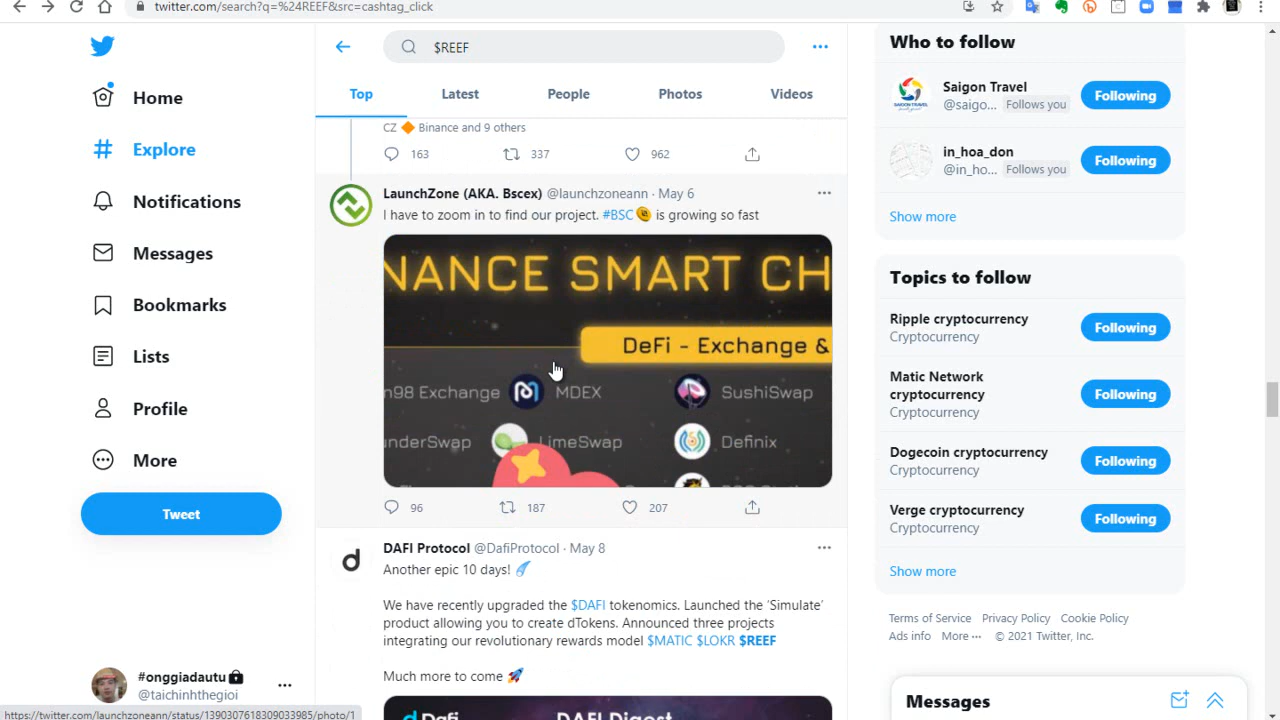 twitter.com/search?q=%24REEF&src=cashtag_click
Home
Explore
Notifications
Messages
Bookmarks
Lists
Profile
More
Tweet
#onggiadautu
@taichinhthegioi
https://twitter.com/launchzoneann/status/1390307618309033985/photo/1
$REEF
Top Latest People Photos Videos
CZ 🔶 Binance and 9 others
163 337 962
LaunchZone (AKA. Bscex) @launchzoneann · May 6
I have to zoom in to find our project. #BSC is growing so fast
NANCE SMART CH
DeFi - Exchange &
n98 Exchange MDEX SushiSwap
underSwap LimeSwap Definix
96 187 207
DAFI Protocol @DafiProtocol · May 8
Another epic 10 days! ☄️
We have recently upgraded the $DAFI tokenomics. Launched the 'Simulate'
product allowing you to create dTokens. Announced three projects
integrating our revolutionary rewards model $MATIC $LOKR $REEF
Much more to come 🚀
Dafi DAFI Digest
Who to follow
Saigon Travel
@saigo... Follows you
Following
in_hoa_don
@in_ho... Follows you
Following
Show more
Topics to follow
Ripple cryptocurrency
Cryptocurrency
Following
Matic Network
cryptocurrency
Cryptocurrency
Following
Dogecoin cryptocurrency
Cryptocurrency
Following
Verge cryptocurrency
Cryptocurrency
Following
Show more
Terms of Service Privacy Policy Cookie Policy
Ads info More ··· © 2021 Twitter, Inc.
Messages